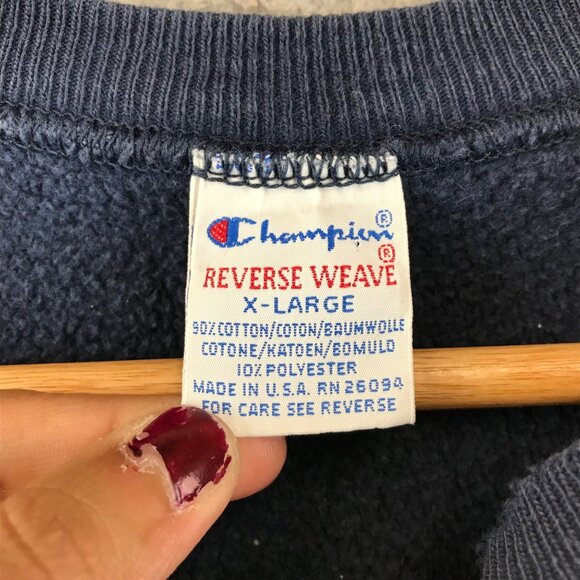 Champion®
REVERSE WEAVE®
X-LARGE
90% COTTON/COTON/BAUMWOLLE
COTONE/KATOEN/BOMULD
10% POLYESTER
MADE IN U.S.A. RN 26094
FOR CARE SEE REVERSE